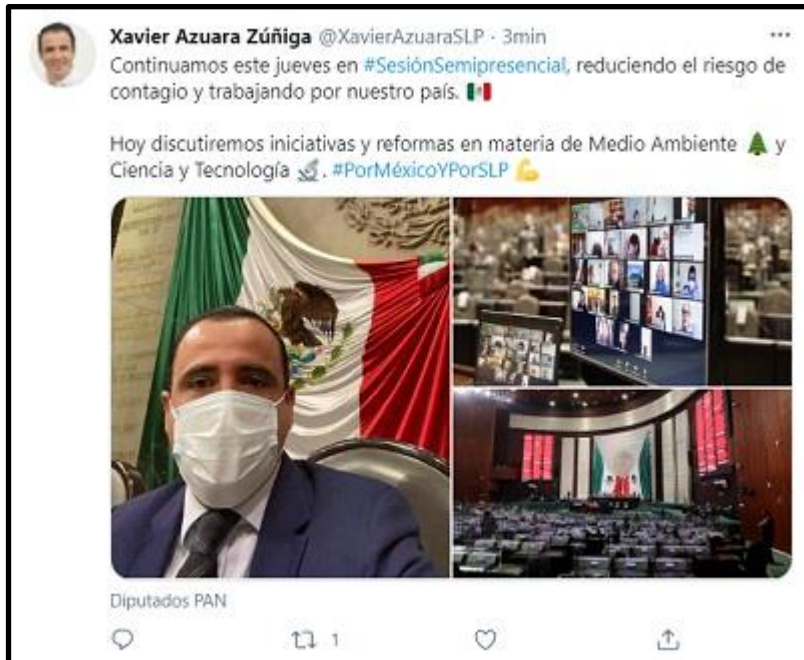 Xavier Azuara Zúñiga @XavierAzuaraSLP · 3min
Continuamos este jueves en #SesiónSemipresencial, reduciendo el riesgo de
contagio y trabajando por nuestro país. 🇲🇽
Hoy discutiremos iniciativas y reformas en materia de Medio Ambiente 🌲 y
Ciencia y Tecnología 🔬. #PorMéxicoYPorSLP 💪
Diputados PAN
1